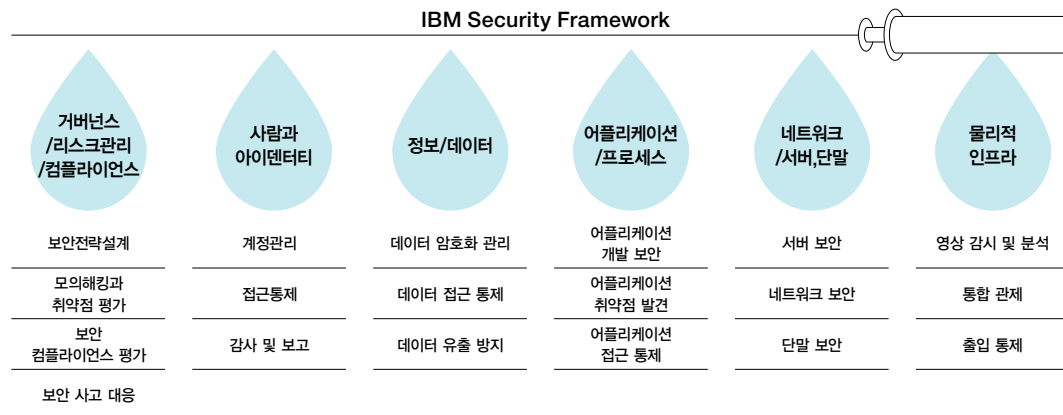 IBM Security Framework
거버넌스
/리스크관리
/컴플라이언스
사람과
아이덴터티
정보/데이터
어플리케이션
/프로세스
네트워크
/서버,단말
물리적
인프라
보안전략설계
계정관리
데이터 암호화 관리
어플리케이션
개발 보안
서버 보안
영상 감시 및 분석
모의해킹과
취약점 평가
접근통제
데이터 접근 통제
어플리케이션
취약점 발견
네트워크 보안
통합 관제
보안
컴플라이언스 평가
감사 및 보고
데이터 유출 방지
어플리케이션
접근 통제
단말 보안
출입 통제
보안 사고 대응